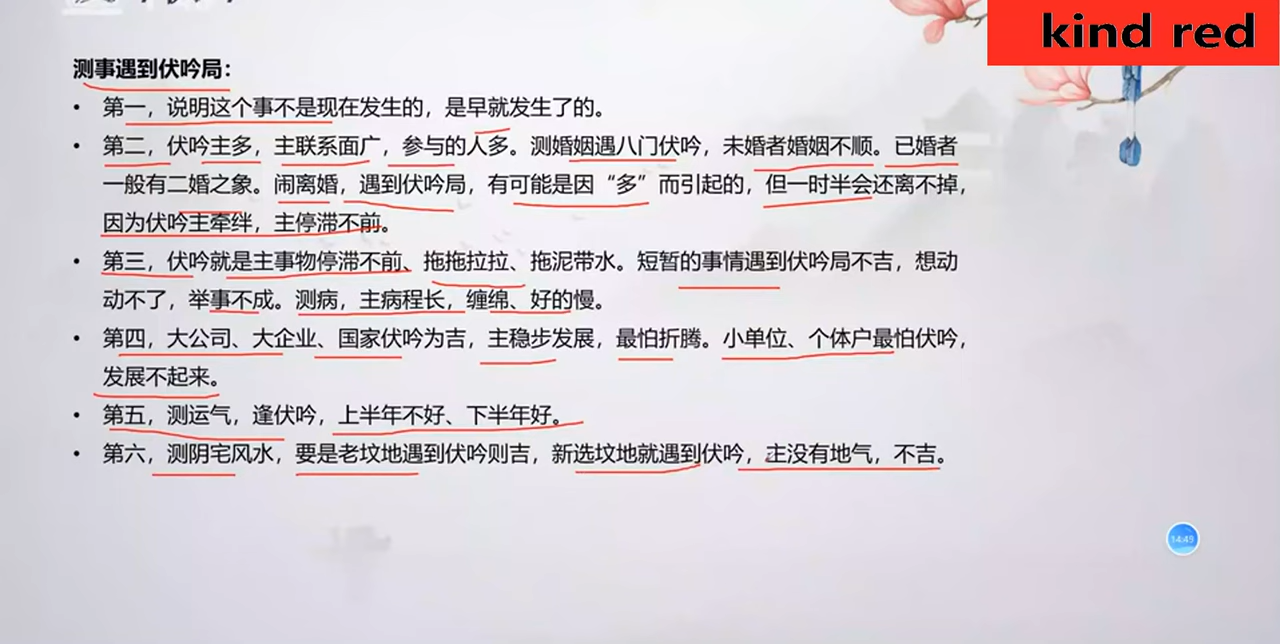 kind red
测事遇到伏吟局：
• 第一，说明这个事不是现在发生的，是早就发生了的。
• 第二，伏吟主多，主联系面广，参与的人多。测婚姻遇八门伏吟，未婚者婚姻不顺。已婚者
一般有二婚之象。闹离婚，遇到伏吟局，有可能是因“多”而引起的，但一时半会还离不掉，
因为伏吟主牵绊，主停滞不前。
• 第三，伏吟就是主事物停滞不前、拖拖拉拉、拖泥带水。短暂的事情遇到伏吟局不吉，想动
动不了，举事不成。测病，主病程长，缠绵、好的慢。
• 第四，大公司、大企业、国家伏吟为吉，主稳步发展，最怕折腾。小单位、个体户最怕伏吟，
发展不起来。
• 第五，测运气，逢伏吟，上半年不好、下半年好。
• 第六，测阴宅风水，要是老坟地遇到伏吟则吉，新选坟地就遇到伏吟，主没有地气，不吉。
14:49